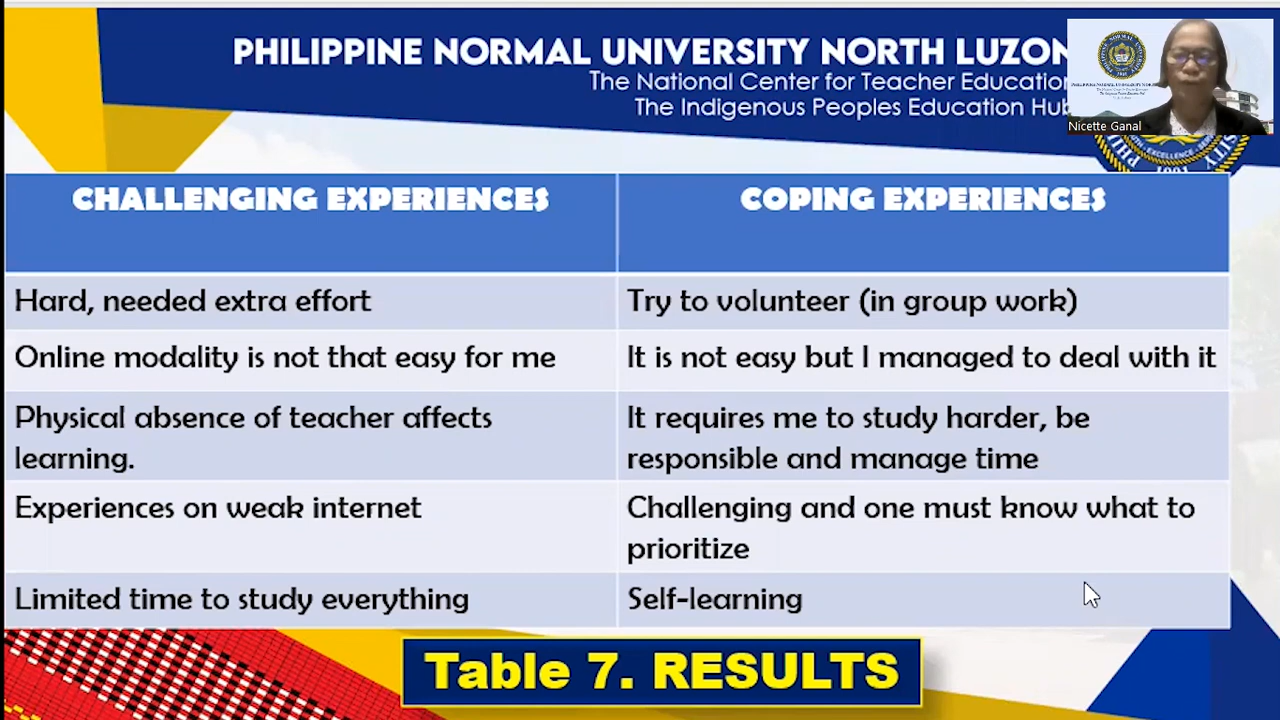 PHILIPPINE NORMAL UNIVERSITY NORTH LUZON
The National Center for Teacher Education
The Indigenous Peoples Education Hub
Nicette Ganal
CHALLENGING EXPERIENCES
COPING EXPERIENCES
Hard, needed extra effort
Try to volunteer (in group work)
Online modality is not that easy for me
It is not easy but I managed to deal with it
Physical absence of teacher affects
learning.
It requires me to study harder, be
responsible and manage time
Experiences on weak internet
Challenging and one must know what to
prioritize
Limited time to study everything
Self-learning
Table 7. RESULTS